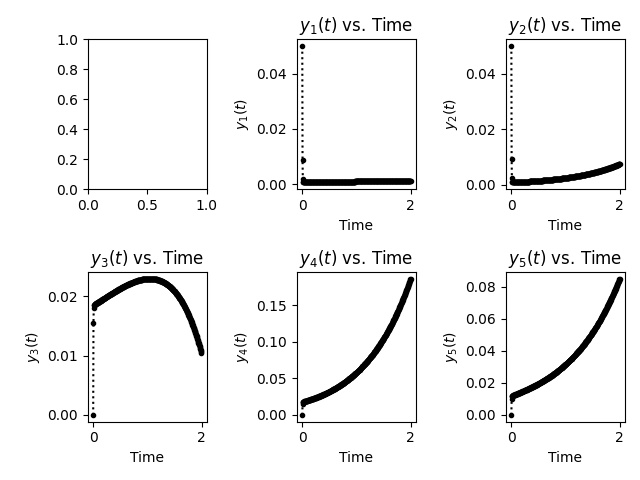 1.0
0.8
0.6
0.4
0.2
0.0
0.0 0.5 1.0
y₁(t) vs. Time
y₁(t)
0.04
0.02
0.00
0 2
Time
y₂(t) vs. Time
y₂(t)
0.04
0.02
0.00
0 2
Time
y₃(t) vs. Time
y₃(t)
0.02
0.01
0.00
0 2
Time
y₄(t) vs. Time
y₄(t)
0.15
0.10
0.05
0.00
0 2
Time
y₅(t) vs. Time
y₅(t)
0.08
0.06
0.04
0.02
0.00
0 2
Time